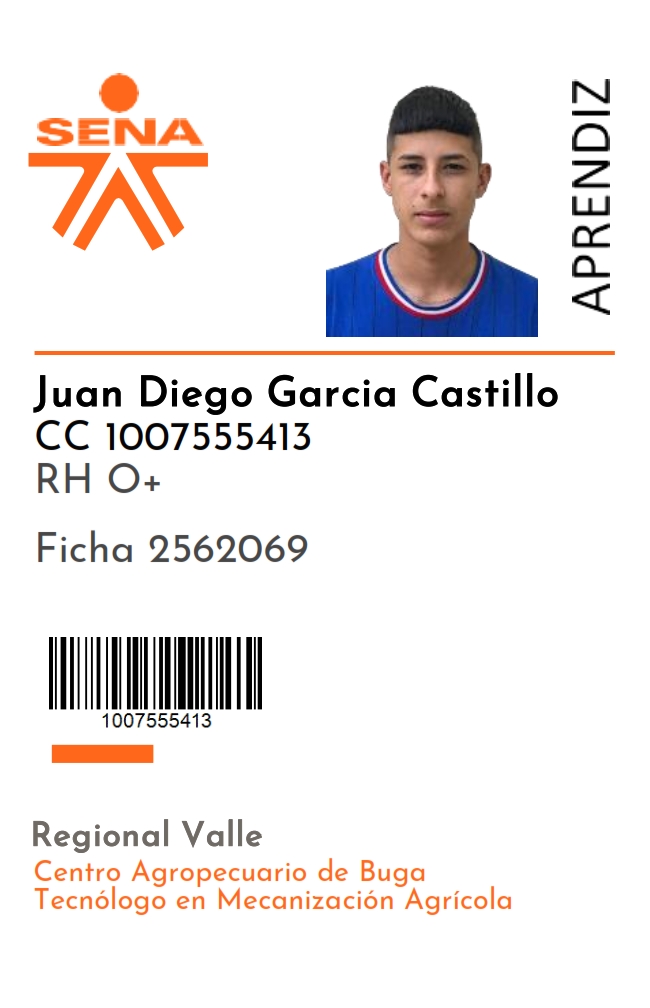 SENA
APRENDIZ
Juan Diego Garcia Castillo
CC 1007555413
RH O+
Ficha 2562069
1007555413
Regional Valle
Centro Agropecuario de Buga
Tecnólogo en Mecanización Agrícola